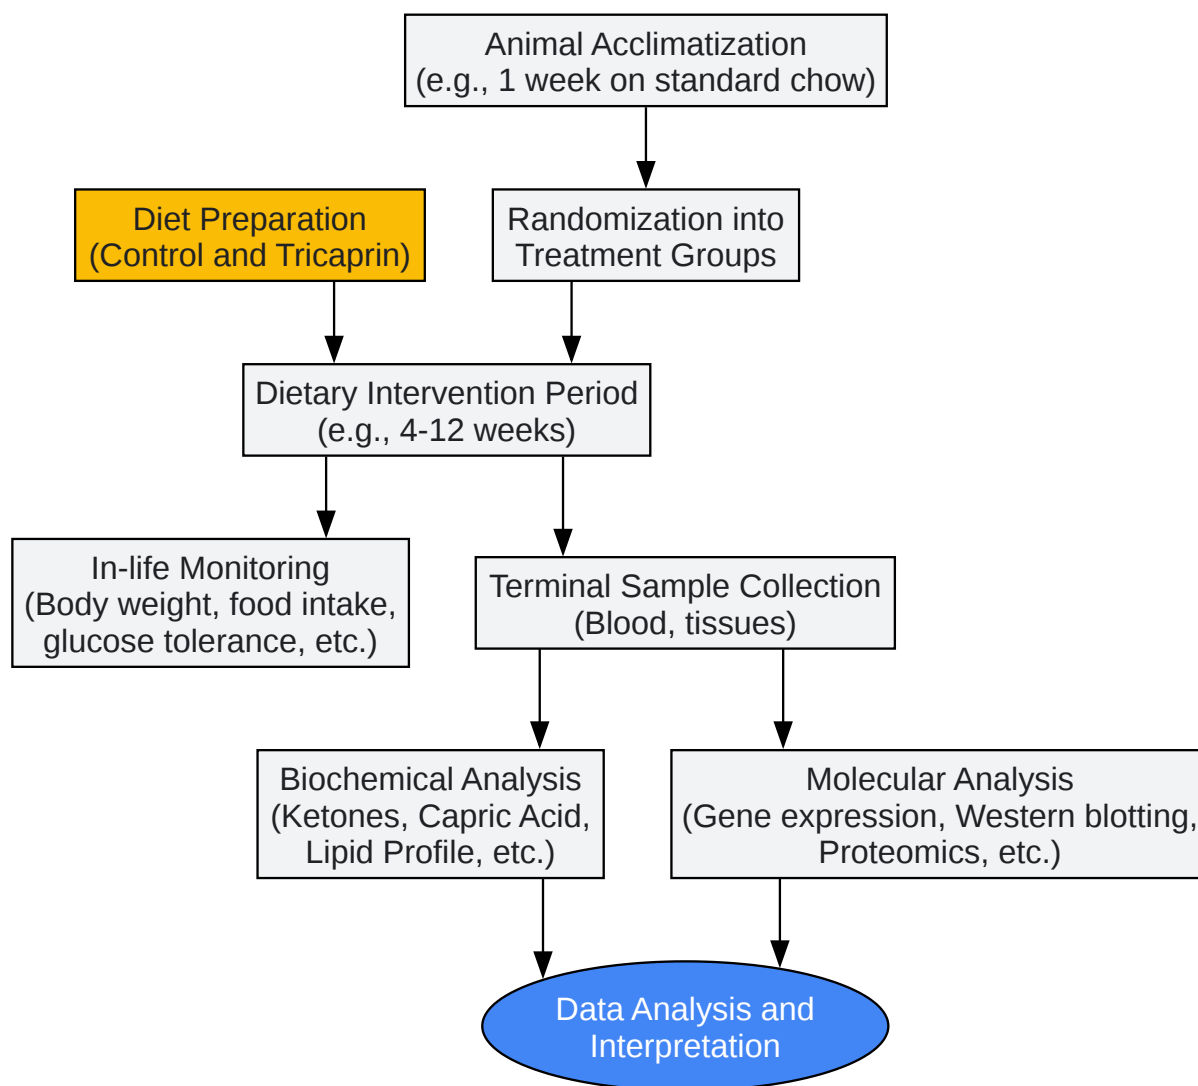 Animal Acclimatization
(e.g., 1 week on standard chow)
Diet Preparation
(Control and Tricaprin)
Randomization into
Treatment Groups
Dietary Intervention Period
(e.g., 4-12 weeks)
In-life Monitoring
(Body weight, food intake,
glucose tolerance, etc.)
Terminal Sample Collection
(Blood, tissues)
Biochemical Analysis
(Ketones, Capric Acid,
Lipid Profile, etc.)
Molecular Analysis
(Gene expression, Western blotting,
Proteomics, etc.)
Data Analysis and
Interpretation